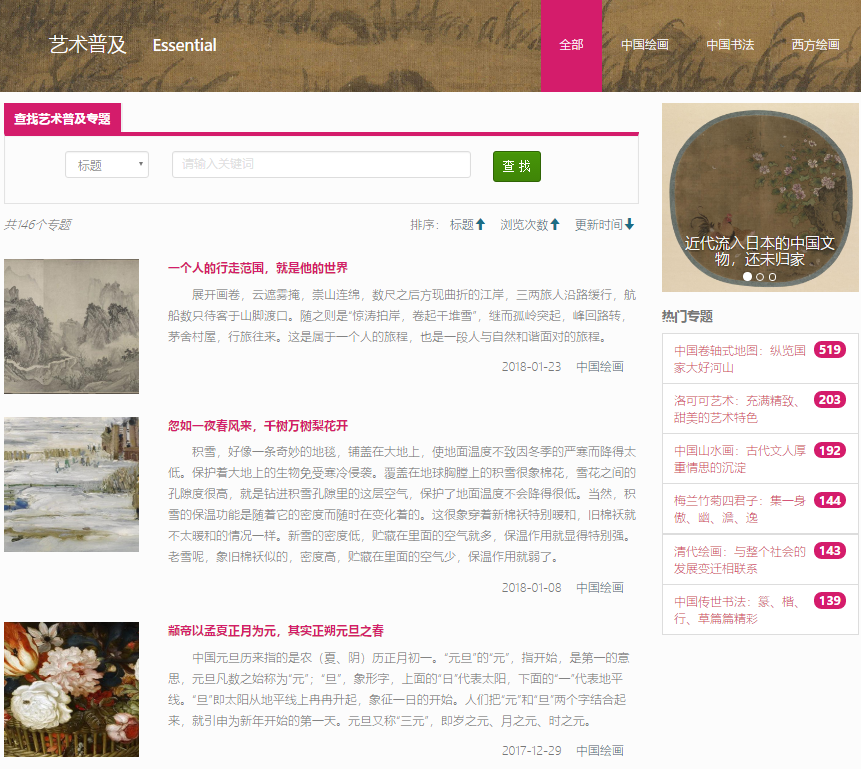 艺术普及 Essential
全部 中国绘画 中国书法 西方绘画
查找艺术普及专题
标题 请输入关键词 查 找
共146个专题
排序: 标题 浏览次数 更新时间
一个人的行走范围，就是他的世界
展开画卷，云遮雾掩，崇山连绵，数尺之后方现曲折的江岸，三两旅人沿路缓行，航
船数只待客于山脚渡口。随之则是“惊涛拍岸，卷起千堆雪”，继而孤岭突起，峰回路转，
茅舍村屋，行旅往来。这是属于一个人的旅程，也是一段人与自然和谐面对的旅程。
2018-01-23 中国绘画
忽如一夜春风来，千树万树梨花开
积雪，好像一条奇妙的地毯，铺盖在大地上，使地面温度不致因冬季的严寒而降得太
低。保护着大地上的生物免受寒冷侵袭。覆盖在地球胸膛上的积雪很象棉花，雪花之间的
孔隙度很高，就是钻进积雪孔隙里的这层空气，保护了地面温度不会降得很低。当然，积
雪的保温功能是随着它的密度而随时在变化着的。这很象穿着新棉袄特别暖和，旧棉袄就
不太暖和的情况一样。新雪的密度低，贮藏在里面的空气就多，保温作用就显得特别强。
老雪呢，象旧棉袄似的，密度高，贮藏在里面的空气少，保温作用就弱了。
2018-01-08 中国绘画
颛帝以孟夏正月为元，其实正朔元旦之春
中国元旦历来指的是农（夏、阴）历正月初一。“元旦”的“元”，指开始，是第一的意
思，元旦凡数之始称为“元”；“旦”，象形字，上面的“日”代表太阳，下面的“一”代表地平
线。“旦”即太阳从地平线上冉冉升起，象征一日的开始。人们把“元”和“旦”两个字结合起
来，就引申为新年开始的第一天。元旦又称“三元”，即岁之元、月之元、时之元。
2017-12-29 中国绘画
近代流入日本的中国文
物，还未归家
热门专题
中国卷轴式地图：纵览国 519
家大好河山
洛可可艺术：充满精致、 203
甜美的艺术特色
中国山水画：古代文人厚 192
重情思的沉淀
梅兰竹菊四君子：集一身 144
傲、幽、澹、逸
清代绘画：与整个社会的 143
发展变迁相联系
中国传世书法：篆、楷、 139
行、草篇篇精彩